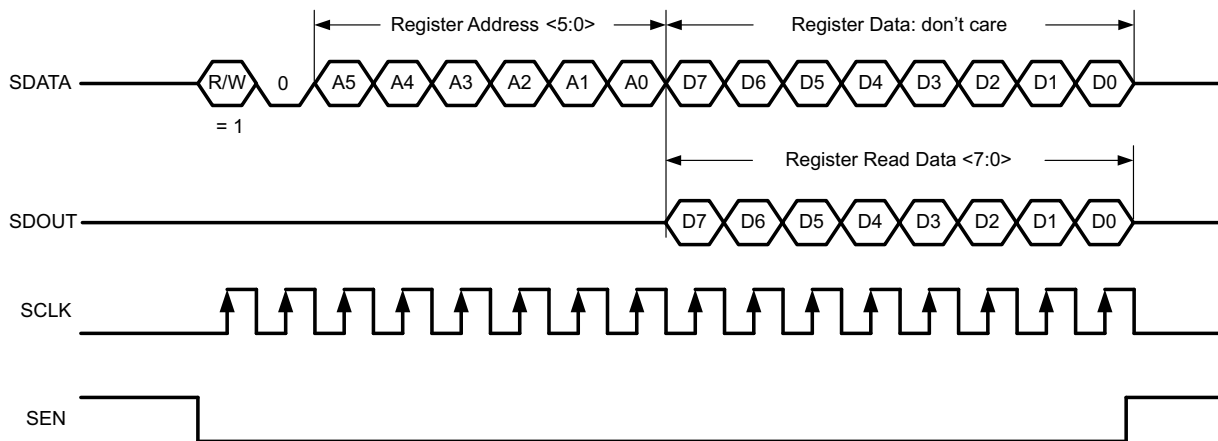 Register Address <5:0> Register Data: don't care
SDATA R/W 0 A5 A4 A3 A2 A1 A0 D7 D6 D5 D4 D3 D2 D1 D0
= 1
Register Read Data <7:0>
SDOUT D7 D6 D5 D4 D3 D2 D1 D0
SCLK
SEN